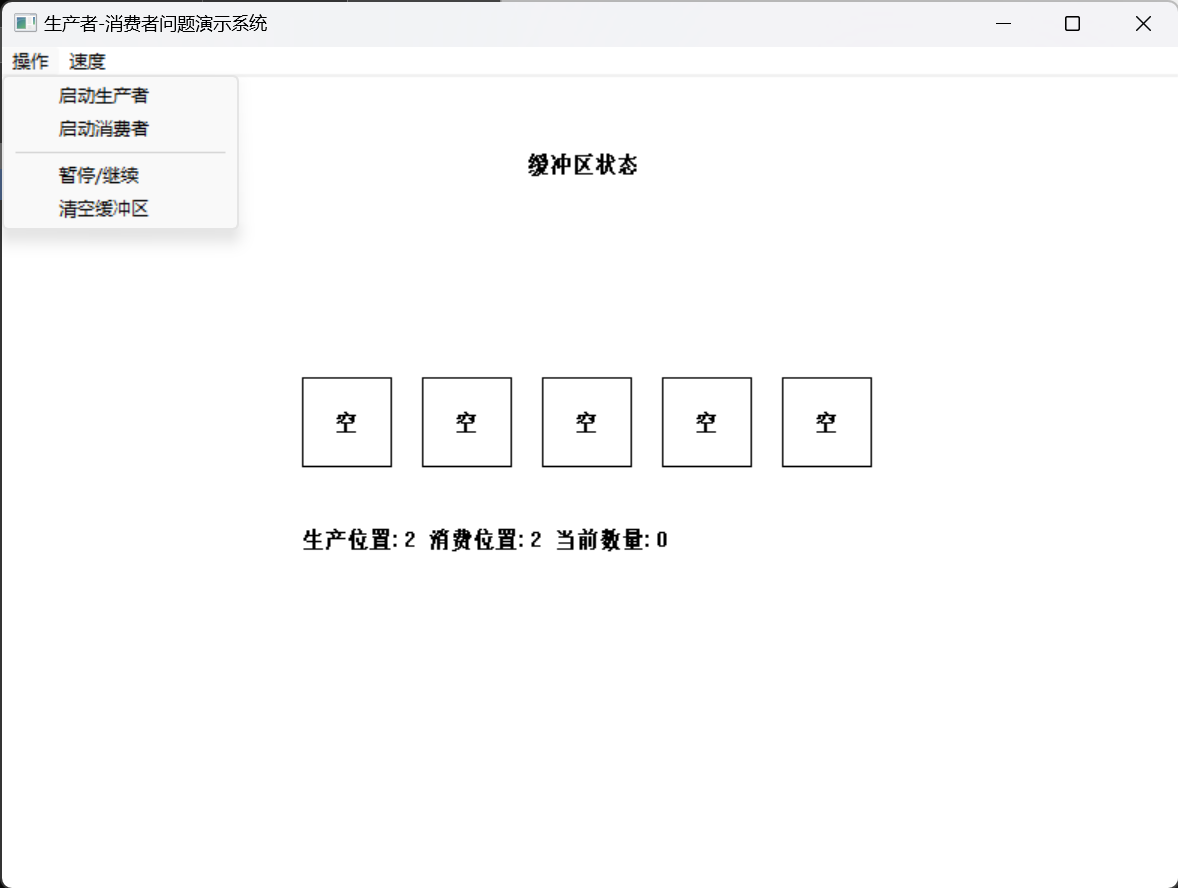 生产者-消费者问题演示系统
操作 速度
启动生产者
启动消费者
暂停/继续
清空缓冲区
缓冲区状态
空 空 空 空 空
生产位置: 2 消费位置: 2 当前数量: 0